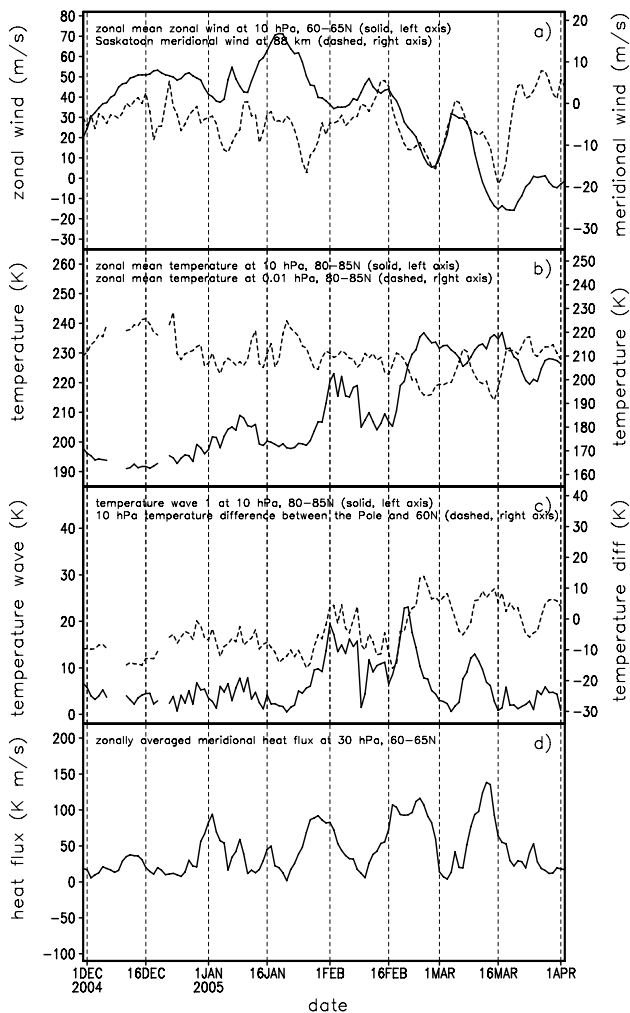 zonal mean zonal wind at 10 hPa, 60-65N (solid, left axis)
Saskatoon meridional wind at 88 km (dashed, right axis)
a)
80
70
60
50
40
30
20
10
0
-10
-20
-30
zonal wind (m/s)
20
10
0
-10
-20
-30
meridional wind (m/s)
zonal mean temperature at 10 hPa, 80-85N (solid, left axis)
zonal mean temperature at 0.01 hPa, 80-85N (dashed, right axis)
b)
260
250
240
230
220
210
200
190
temperature (K)
250
240
230
220
210
200
190
180
170
160
temperature (K)
temperature wave 1 at 10 hPa, 80-85N (solid, left axis)
10 hPa temperature difference between the Pole and 60N (dashed, right axis)
c)
40
30
20
10
0
temperature wave (K)
40
30
20
10
0
-10
-20
-30
temperature diff (K)
zonally averaged meridional heat flux at 30 hPa, 60-65N
d)
200
150
100
50
0
-50
-100
heat flux (K m/s)
1DEC 16DEC 1JAN 16JAN 1FEB 16FEB 1MAR 16MAR 1APR
2004 2005
date